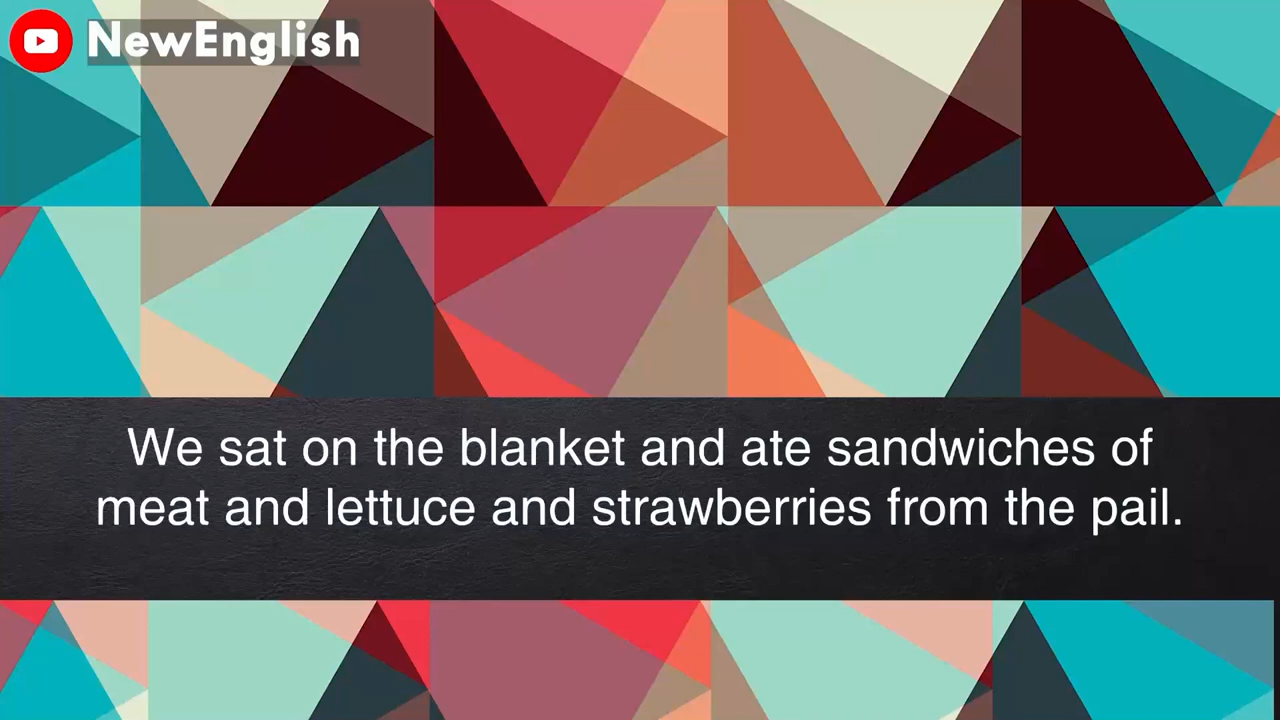 NewEnglish
We sat on the blanket and ate sandwiches of
meat and lettuce and strawberries from the pail.